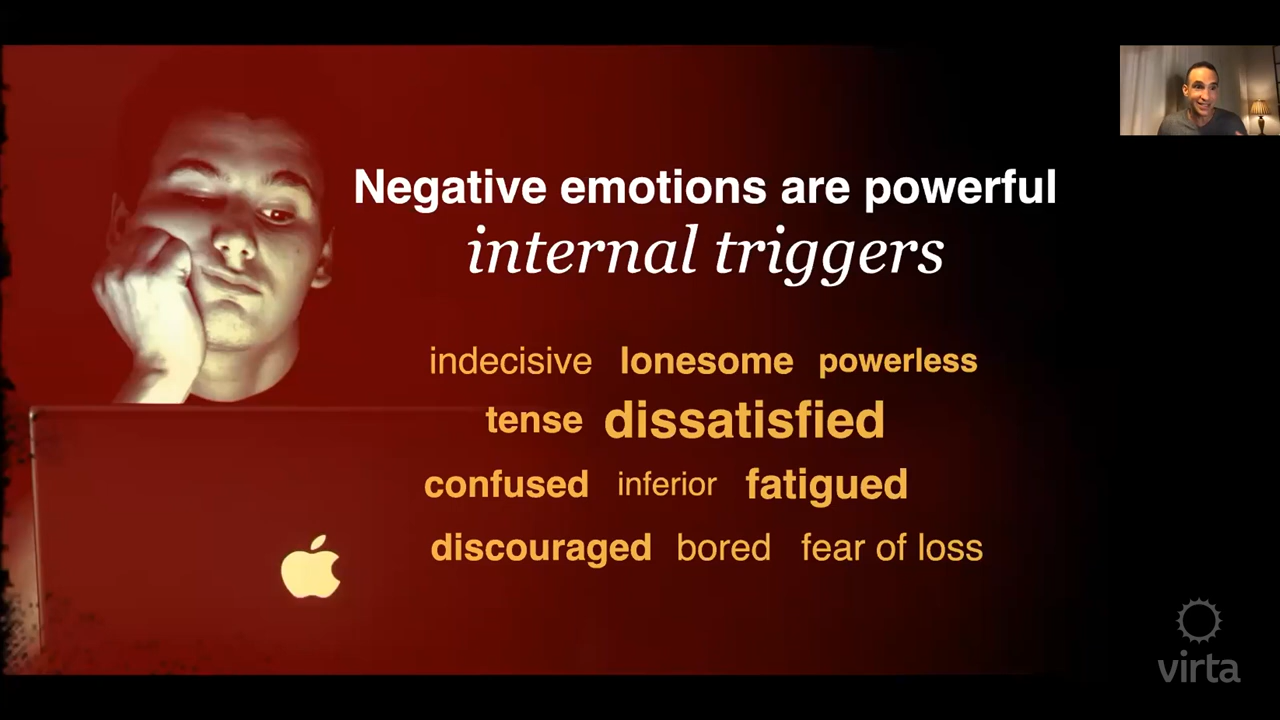 Negative emotions are powerful
internal triggers
indecisive lonesome powerless
tense dissatisfied
confused inferior fatigued
discouraged bored fear of loss
virta